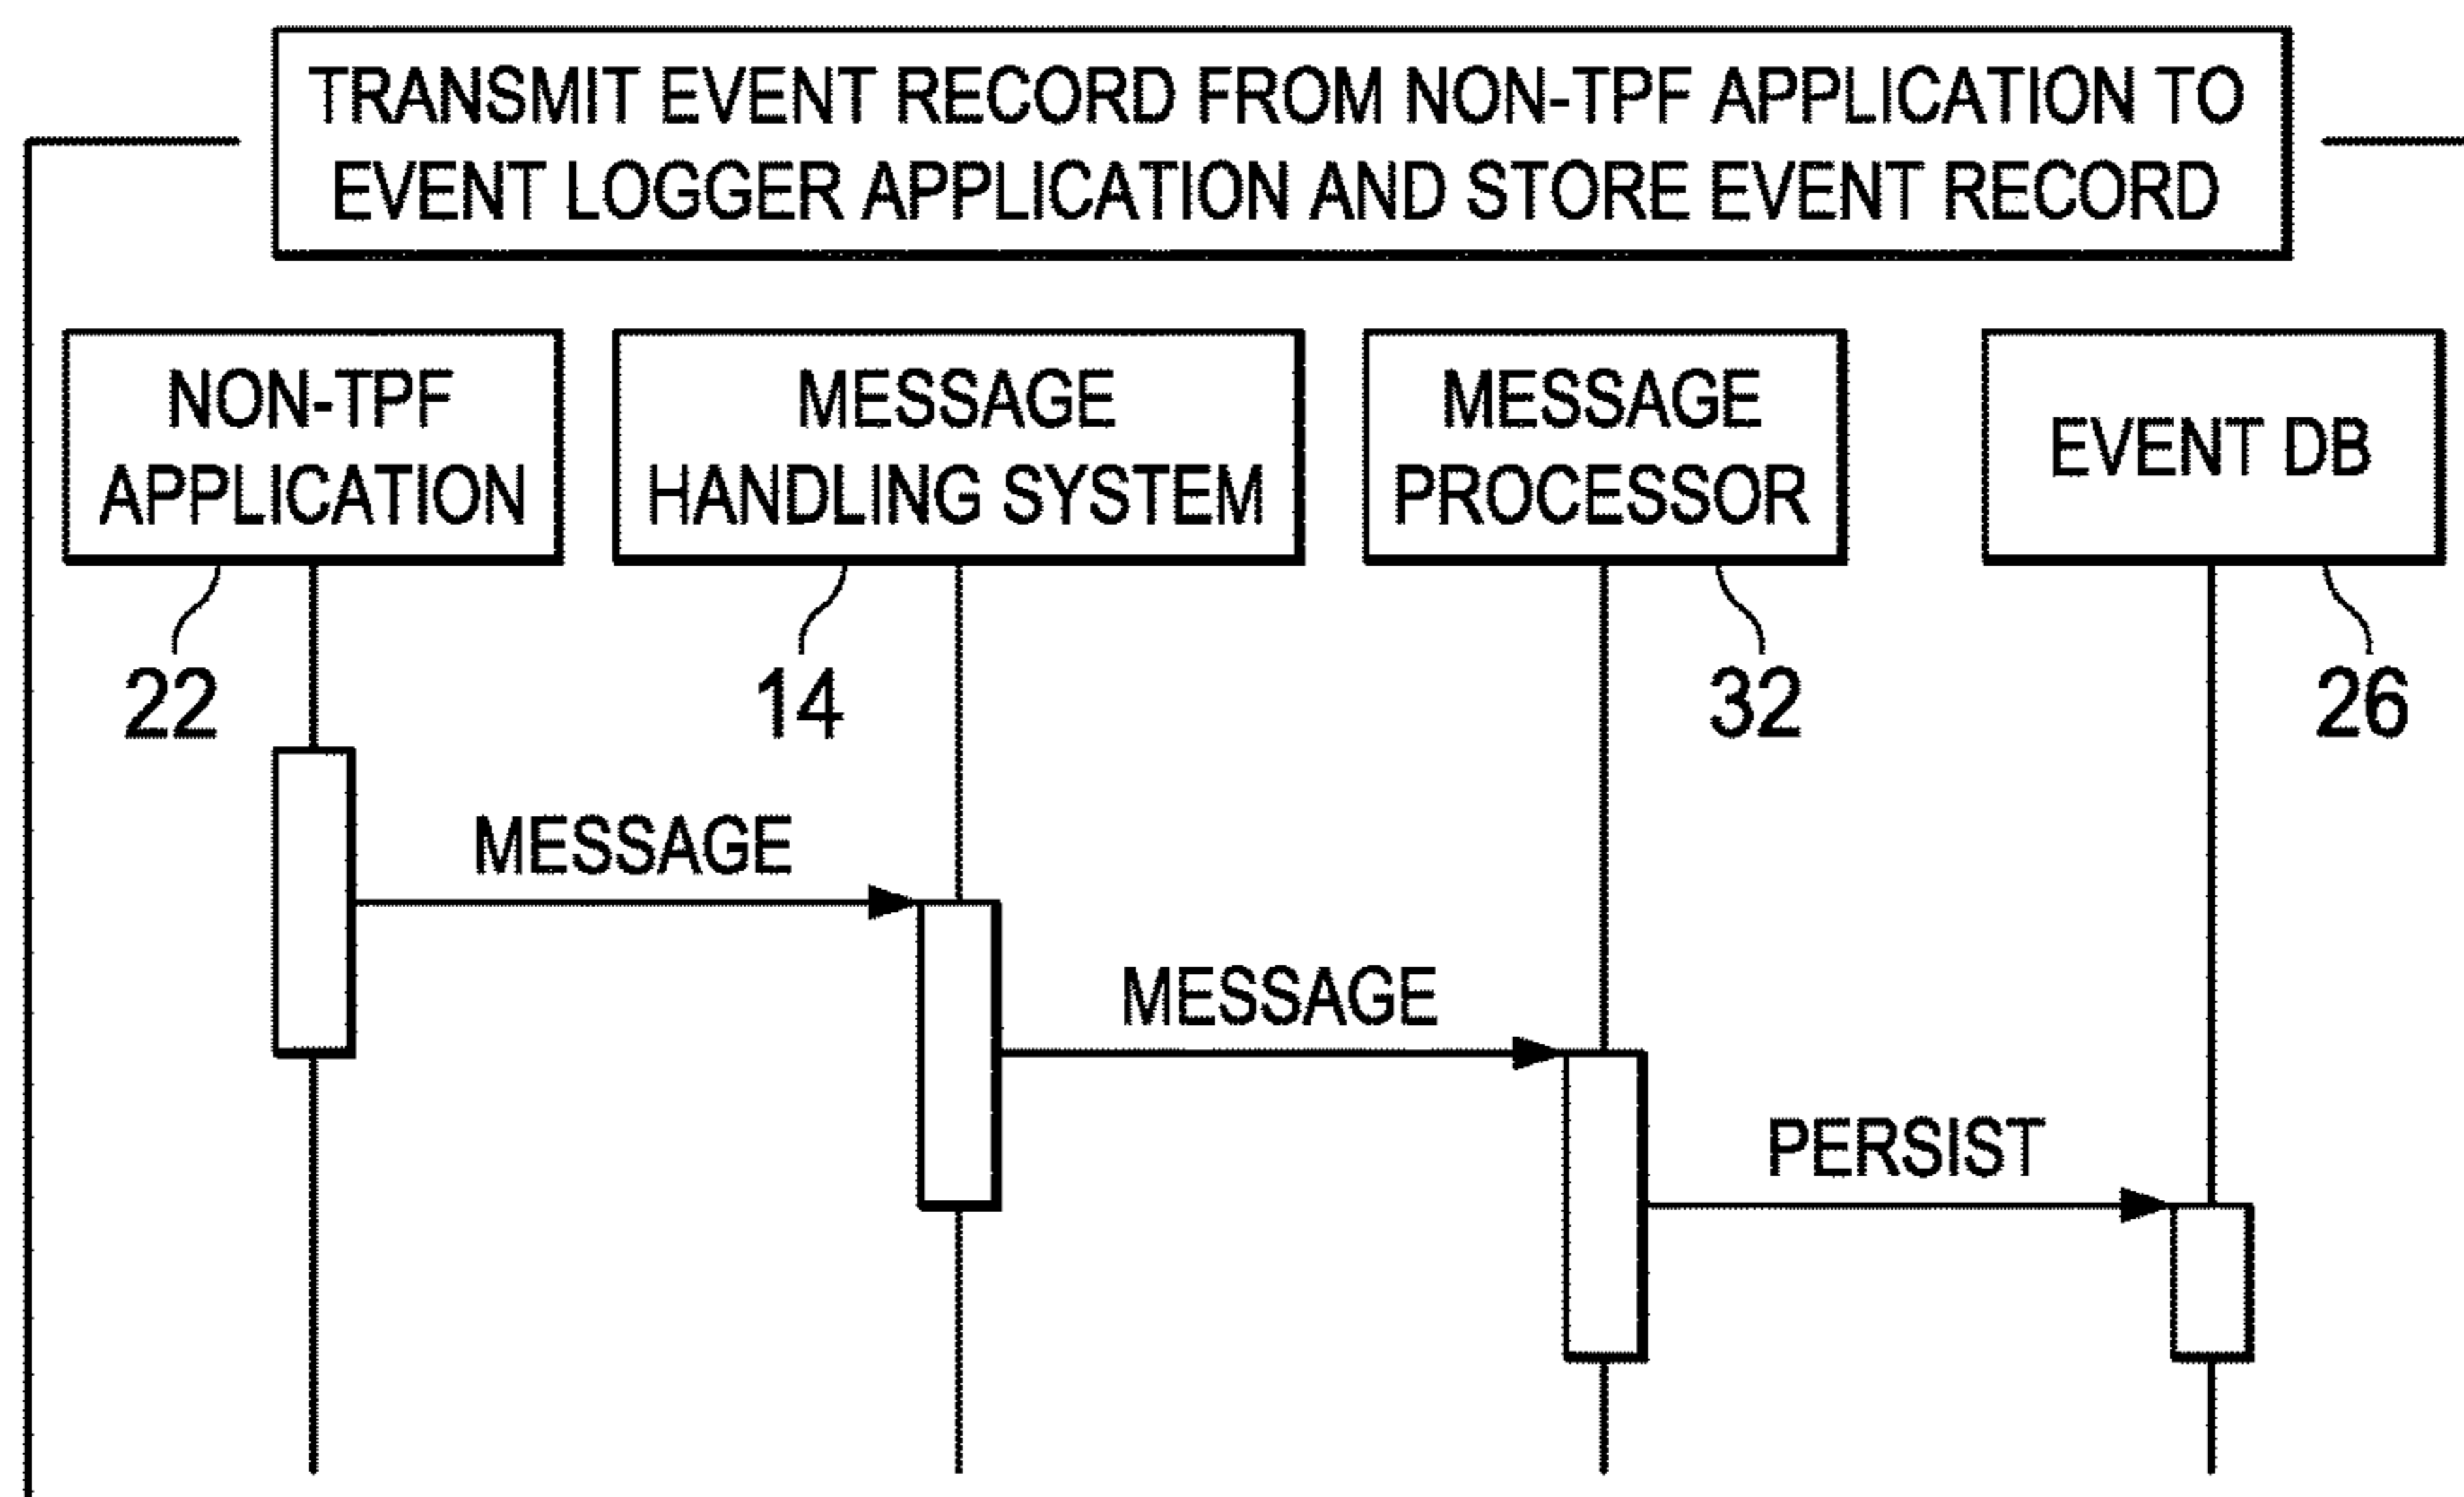 TRANSMIT EVENT RECORD FROM NON-TPF APPLICATION TO
EVENT LOGGER APPLICATION AND STORE EVENT RECORD
NON-TPF
APPLICATION
MESSAGE
HANDLING SYSTEM
MESSAGE
PROCESSOR
EVENT DB
22
14
32
26
MESSAGE
MESSAGE
PERSIST